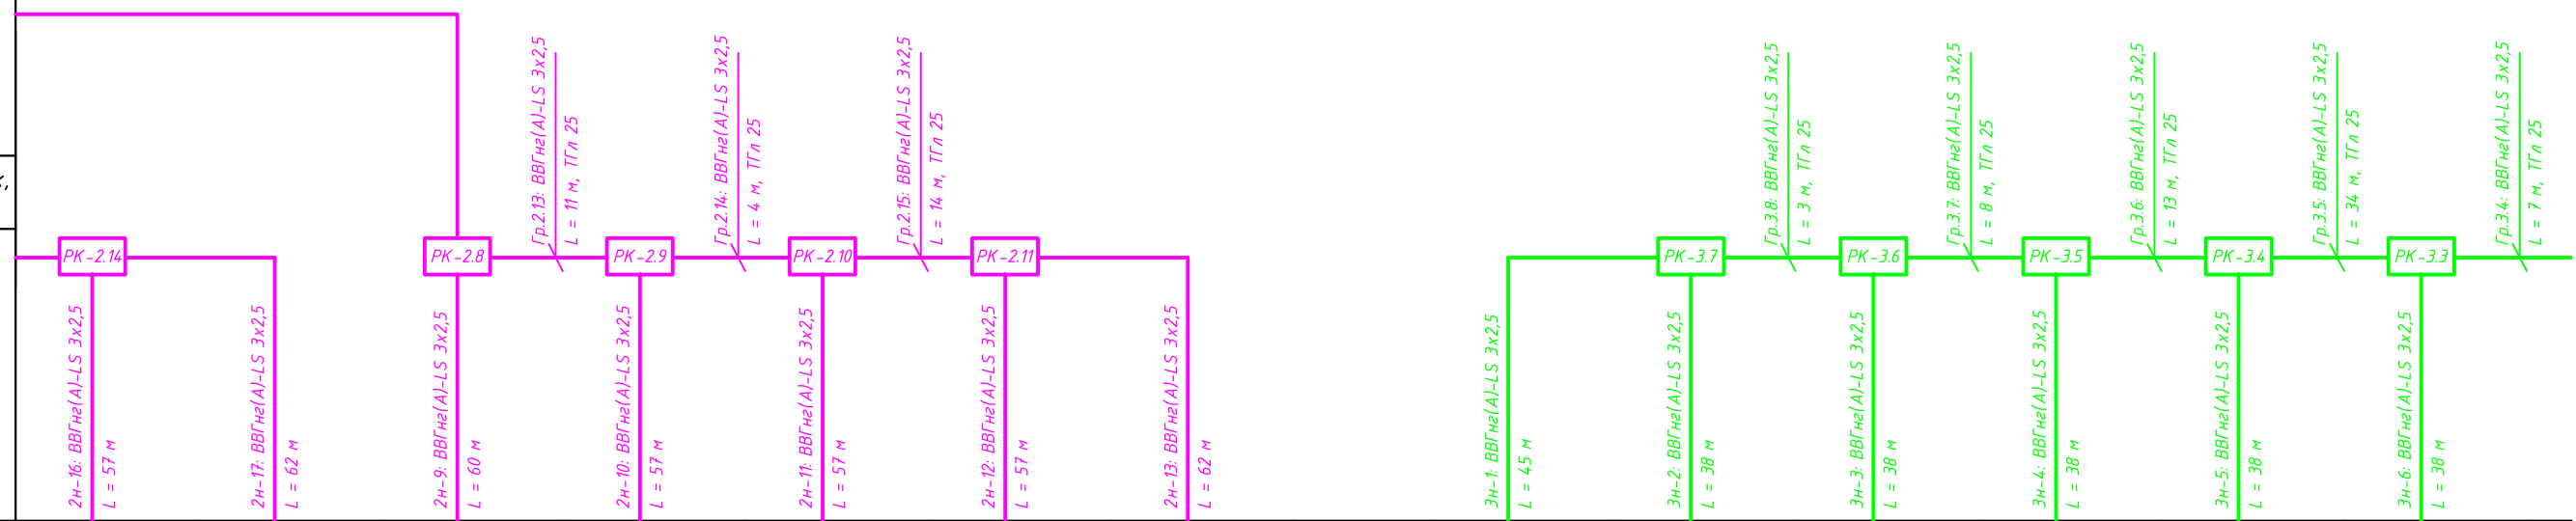 Гр.2.13: ВВГнг(А)-LS 3х2,5
L = 11 м, ТГл 25
Гр.2.14: ВВГнг(А)-LS 3х2,5
L = 4 м, ТГл 25
Гр.2.15: ВВГнг(А)-LS 3х2,5
L = 14 м, ТГл 25
Гр.3.8: ВВГнг(А)-LS 3х2,5
L = 3 м, ТГл 25
Гр.3.7: ВВГнг(А)-LS 3х2,5
L = 8 м, ТГл 25
Гр.3.6: ВВГнг(А)-LS 3х2,5
L = 13 м, ТГл 25
Гр.3.5: ВВГнг(А)-LS 3х2,5
L = 34 м, ТГл 25
Гр.3.4: ВВГнг(А)-LS 3х2,5
L = 7 м, ТГл 25
РК-2.14
РК-2.8
РК-2.9
РК-2.10
РК-2.11
РК-3.7
РК-3.6
РК-3.5
РК-3.4
РК-3.3
2н-16: ВВГнг(А)-LS 3х2,5
L = 57 м
2н-17: ВВГнг(А)-LS 3х2,5
L = 62 м
2н-9: ВВГнг(А)-LS 3х2,5
L = 60 м
2н-10: ВВГнг(А)-LS 3х2,5
L = 57 м
2н-11: ВВГнг(А)-LS 3х2,5
L = 57 м
2н-12: ВВГнг(А)-LS 3х2,5
L = 57 м
2н-13: ВВГнг(А)-LS 3х2,5
L = 62 м
3н-1: ВВГнг(А)-LS 3х2,5
L = 45 м
3н-2: ВВГнг(А)-LS 3х2,5
L = 38 м
3н-3: ВВГнг(А)-LS 3х2,5
L = 38 м
3н-4: ВВГнг(А)-LS 3х2,5
L = 38 м
3н-5: ВВГнг(А)-LS 3х2,5
L = 38 м
3н-6: ВВГнг(А)-LS 3х2,5
L = 38 м